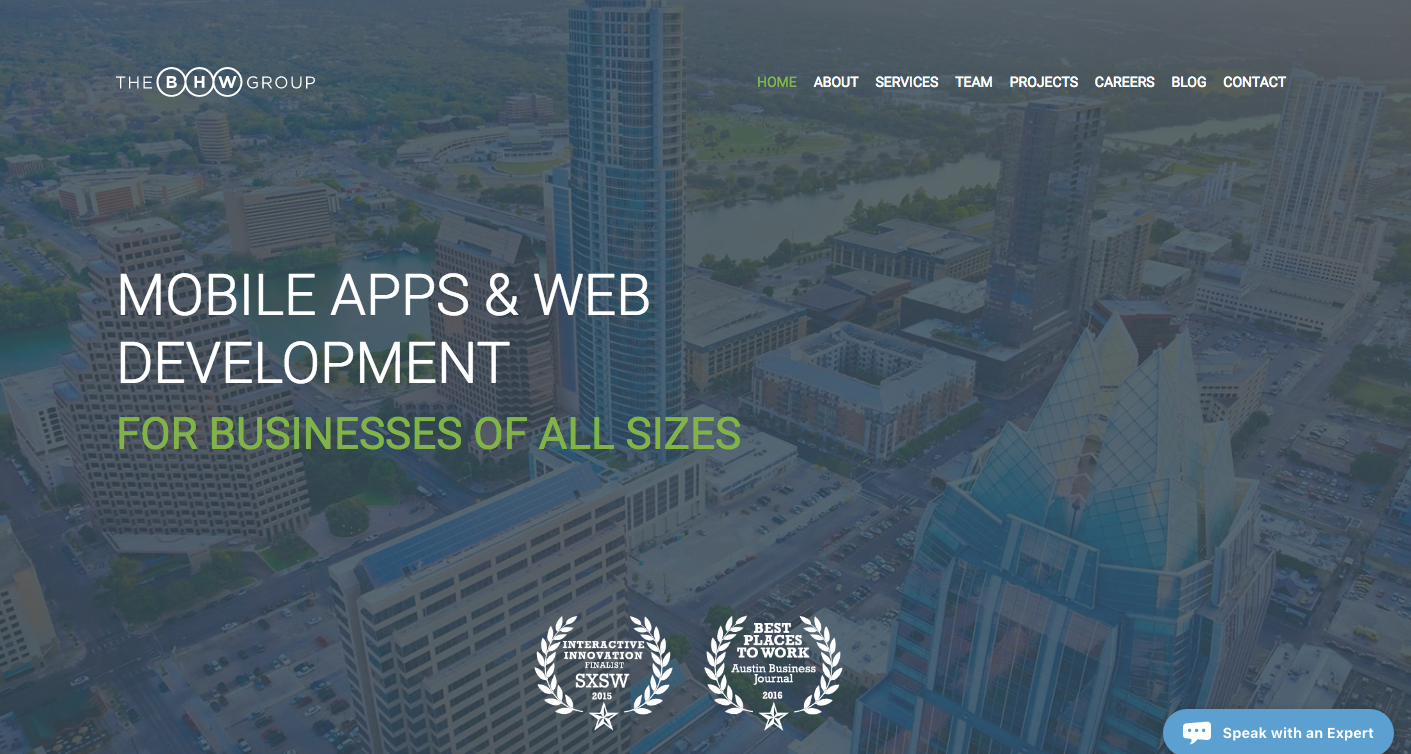 THE BHW GROUP
HOME ABOUT SERVICES TEAM PROJECTS CAREERS BLOG CONTACT
MOBILE APPS & WEB
DEVELOPMENT
FOR BUSINESSES OF ALL SIZES
INTERACTIVE
INNOVATION
FINALIST
SXSW
2015
BEST
PLACES
TO WORK
Austin Business
Journal
2016
Speak with an Expert